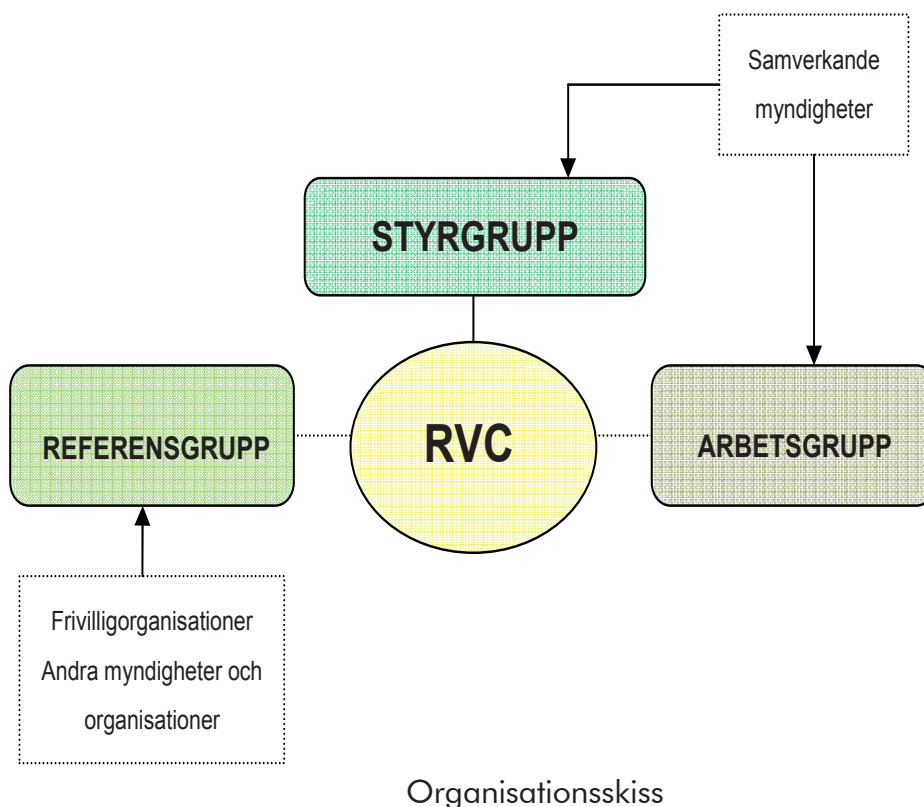 Samverkande
myndigheter
STYRGRUPP
REFERENSGRUPP
RVC
ARBETSGRUPP
Frivilligorganisationer
Andra myndigheter och
organisationer
Organisationsskiss